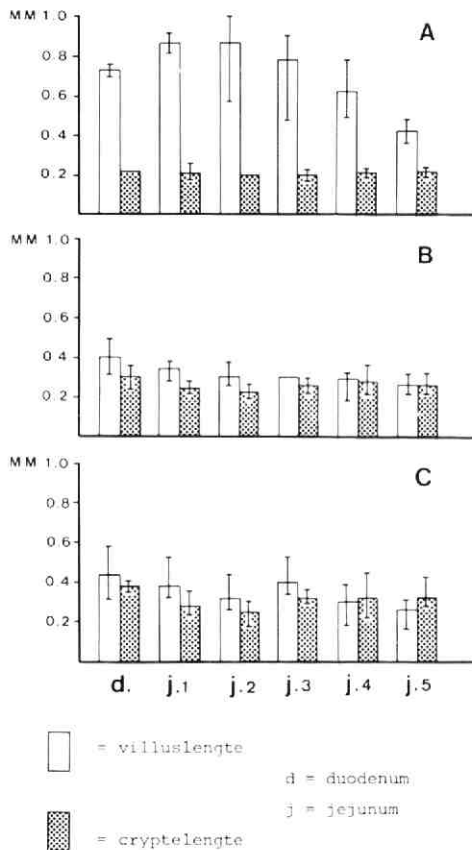 MM 1.0
A
0.8
0.6
0.4
0.2
MM 1.0
B
0.8
0.6
0.4
0.2
MM 1.0
C
0.8
0.6
0.4
0.2
d. j.1 j.2 j.3 j.4 j.5
= villuslengte
d = duodenum
j = jejunum
= cryptelengte